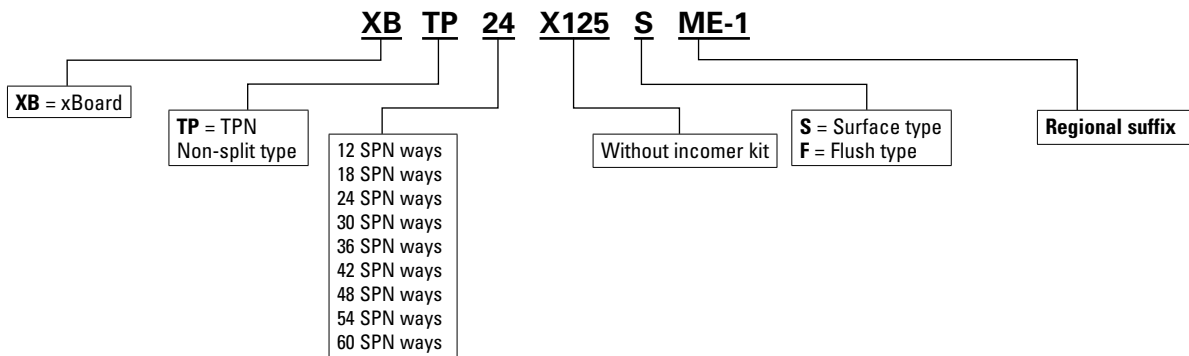 XB TP 24 X125 S ME-1
XB = xBoard
TP = TPN
Non-split type
12 SPN ways
18 SPN ways
24 SPN ways
30 SPN ways
36 SPN ways
42 SPN ways
48 SPN ways
54 SPN ways
60 SPN ways
Without incomer kit
S = Surface type
F = Flush type
Regional suffix